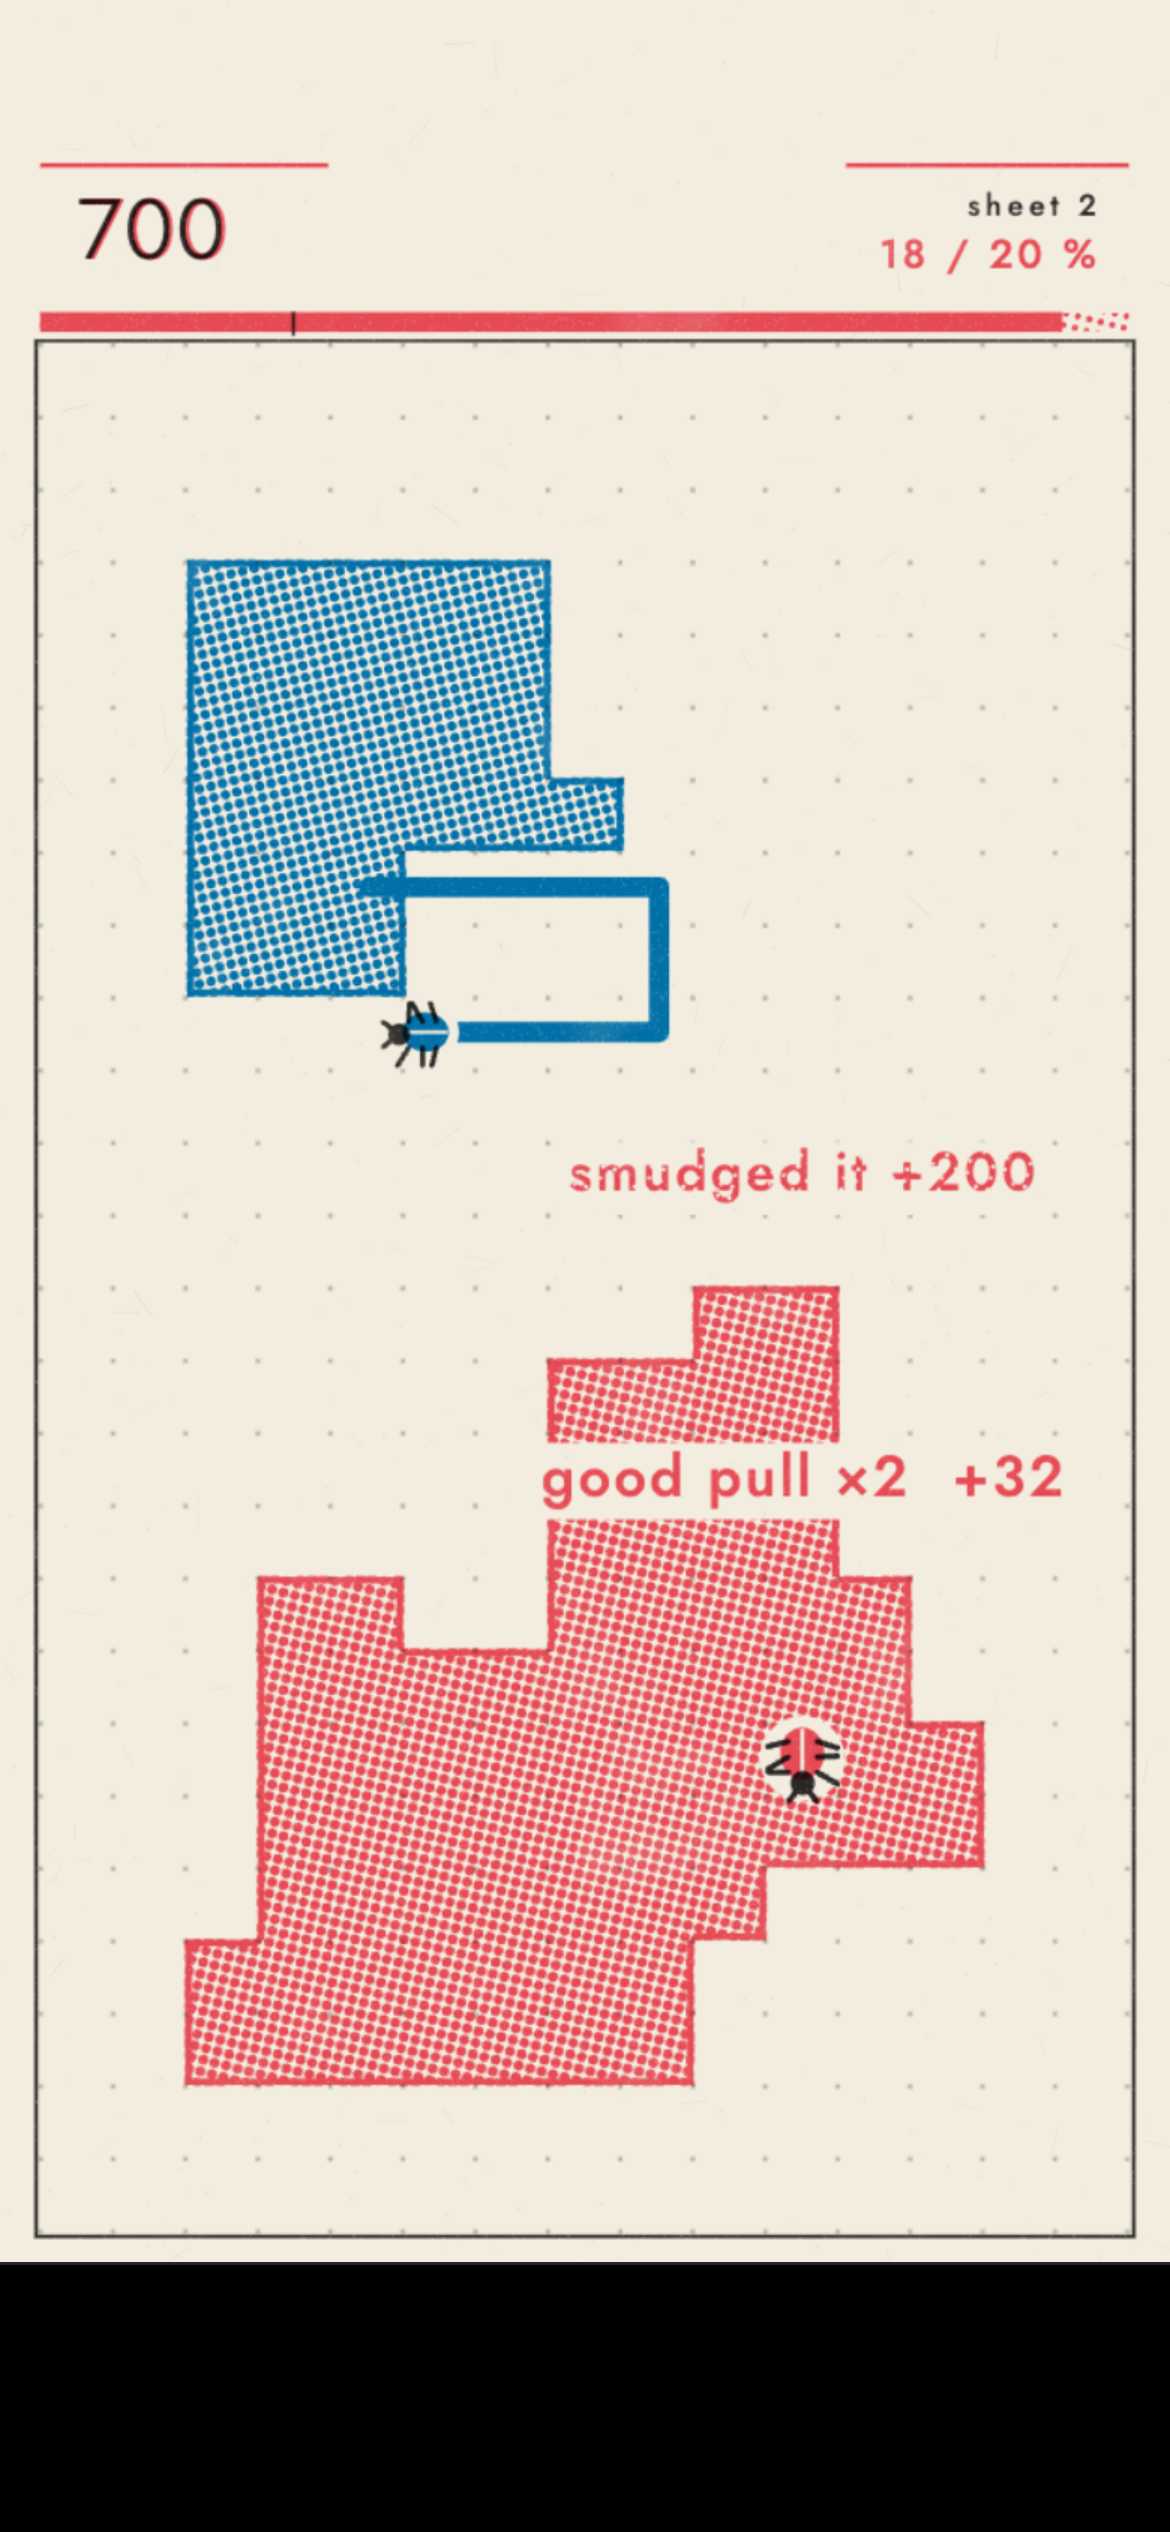 700
sheet 2
18 / 20 %
smudged it +200
good pull ×2 +32